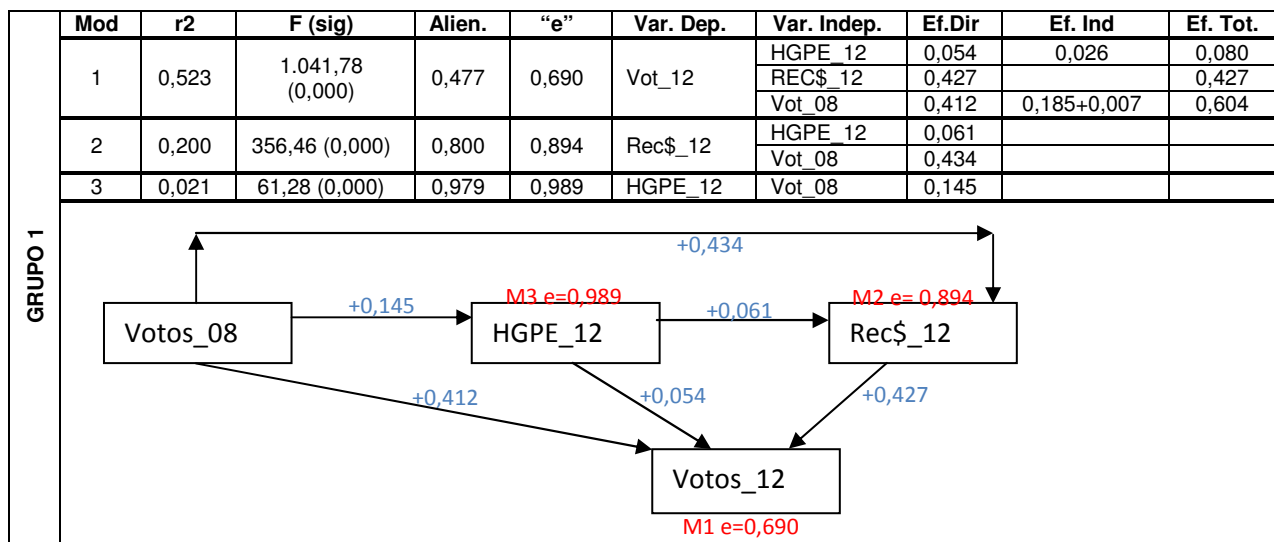 Mod r2 F (sig) Alien. “e” Var. Dep. Var. Indep. Ef.Dir Ef. Ind Ef. Tot.
1 0,523 1.041,78 (0,000) 0,477 0,690 Vot_12 HGPE_12 0,054 0,026 0,080
REC$_12 0,427 0,427
Vot_08 0,412 0,185+0,007 0,604
2 0,200 356,46 (0,000) 0,800 0,894 Rec$_12 HGPE_12 0,061
Vot_08 0,434
3 0,021 61,28 (0,000) 0,979 0,989 HGPE_12 Vot_08 0,145
GRUPO 1
+0,434
M3 e=0,989 M2 e= 0,894
+0,145 +0,061
Votos_08 HGPE_12 Rec$_12
+0,412 +0,054 +0,427
Votos_12
M1 e=0,690